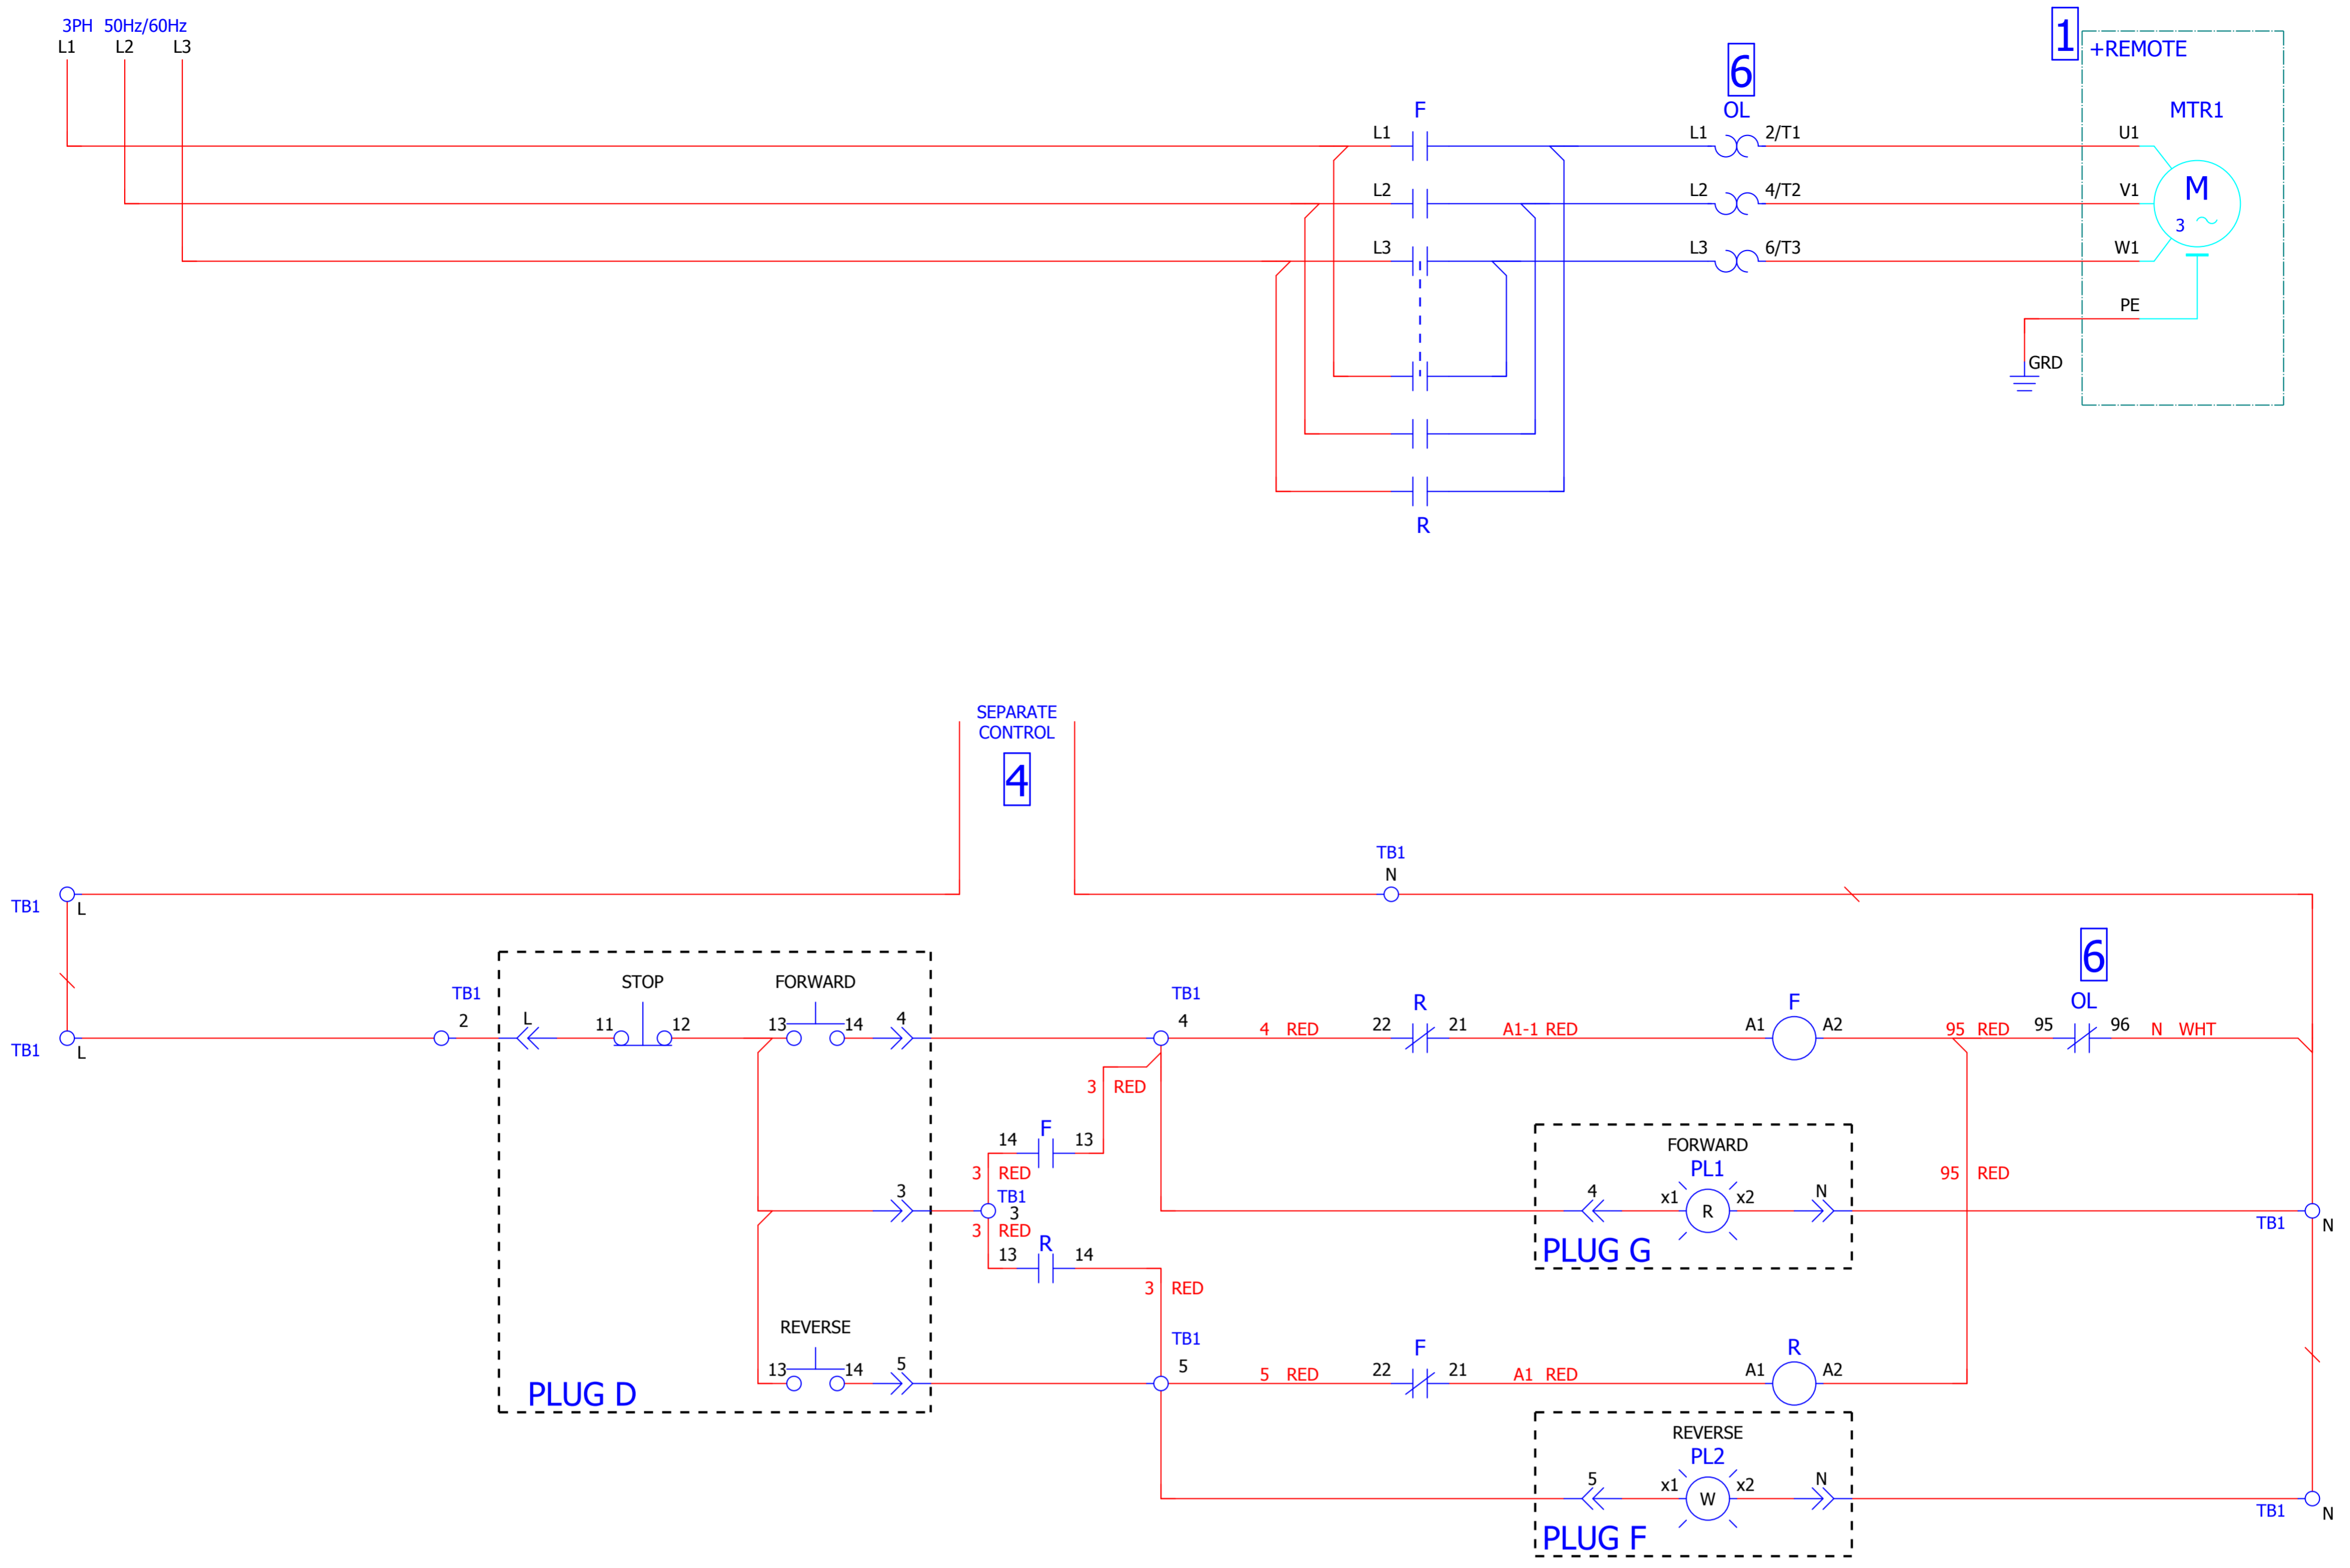 3PH 50Hz/60Hz
L1 L2 L3
1
+REMOTE
6
F
OL
MTR1
L1
L1
2/T1
U1
L2
L2
4/T2
V1
M
3
L3
L3
6/T3
W1
PE
GRD
R
SEPARATE
CONTROL
4
TB1
N
TB1
L
6
STOP
FORWARD
TB1
2
L
11
12
13
14
4
TB1
4
4 RED
R
22
21
A1-1 RED
F
A1
A2
95 RED
OL
95
96
N WHT
TB1
L
3 RED
F
14
13
3 RED
FORWARD
PL1
3
TB1
3
4
x1
R
x2
N
95 RED
TB1
N
3 RED
R
13
14
PLUG G
3 RED
REVERSE
13
14
5
TB1
5
5 RED
F
22
21
A1 RED
R
A1
A2
PLUG D
REVERSE
PL2
5
x1
W
x2
N
TB1
N
PLUG F